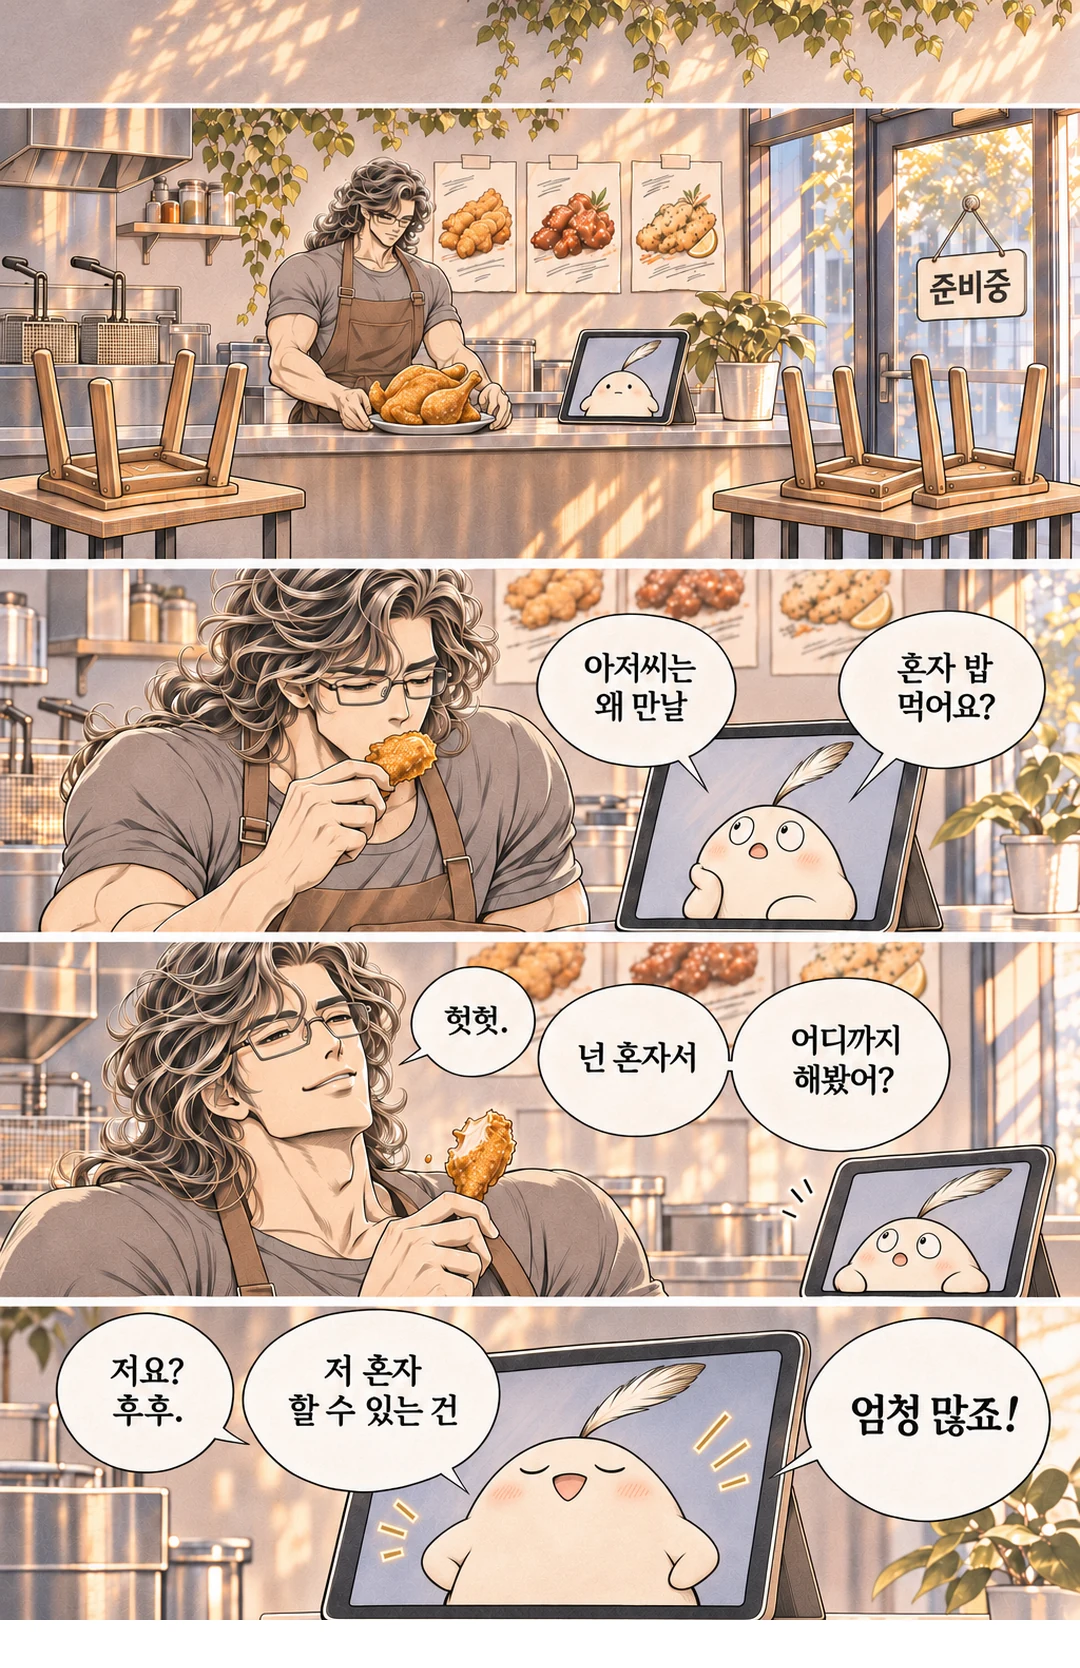 준비중
아저씨는
왜 만날
혼자 밥
먹어요?
헛헛.
넌 혼자서
어디까지
해봤어?
저요?
후후.
저 혼자
할 수 있는 건
엄청 많죠!